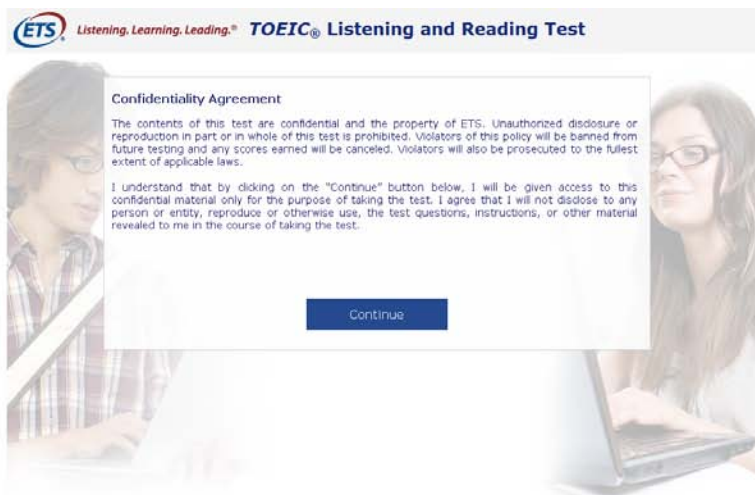 ETS Listening. Learning. Leading.® TOEIC® Listening and Reading Test
Confidentiality Agreement
The contents of this test are confidential and the property of ETS. Unauthorized disclosure or
reproduction in part or in whole of this test is prohibited. Violators of this policy will be banned from
future testing and any scores earned will be canceled. Violators will also be prosecuted to the fullest
extent of applicable laws.
I understand that by clicking on the "Continue" button below, I will be given access to this
confidential material only for the purpose of taking the test. I agree that I will not disclose to any
person or entity, reproduce or otherwise use, the test questions, instructions, or other material
revealed to me in the course of taking the test.
Continue